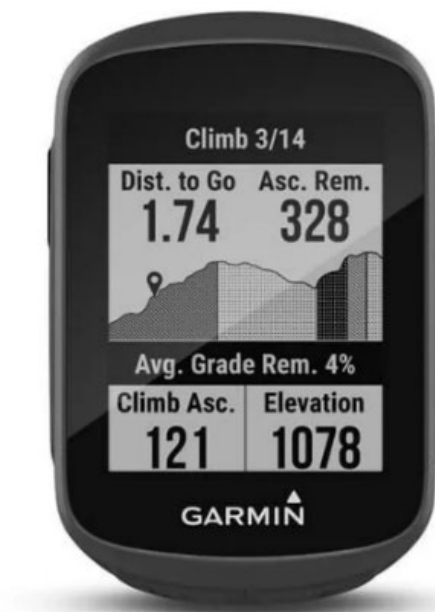 Climb 3/14
Dist. to Go Asc. Rem.
1.74 328
Avg. Grade Rem. 4%
Climb Asc. Elevation
121 1078
GARMIN